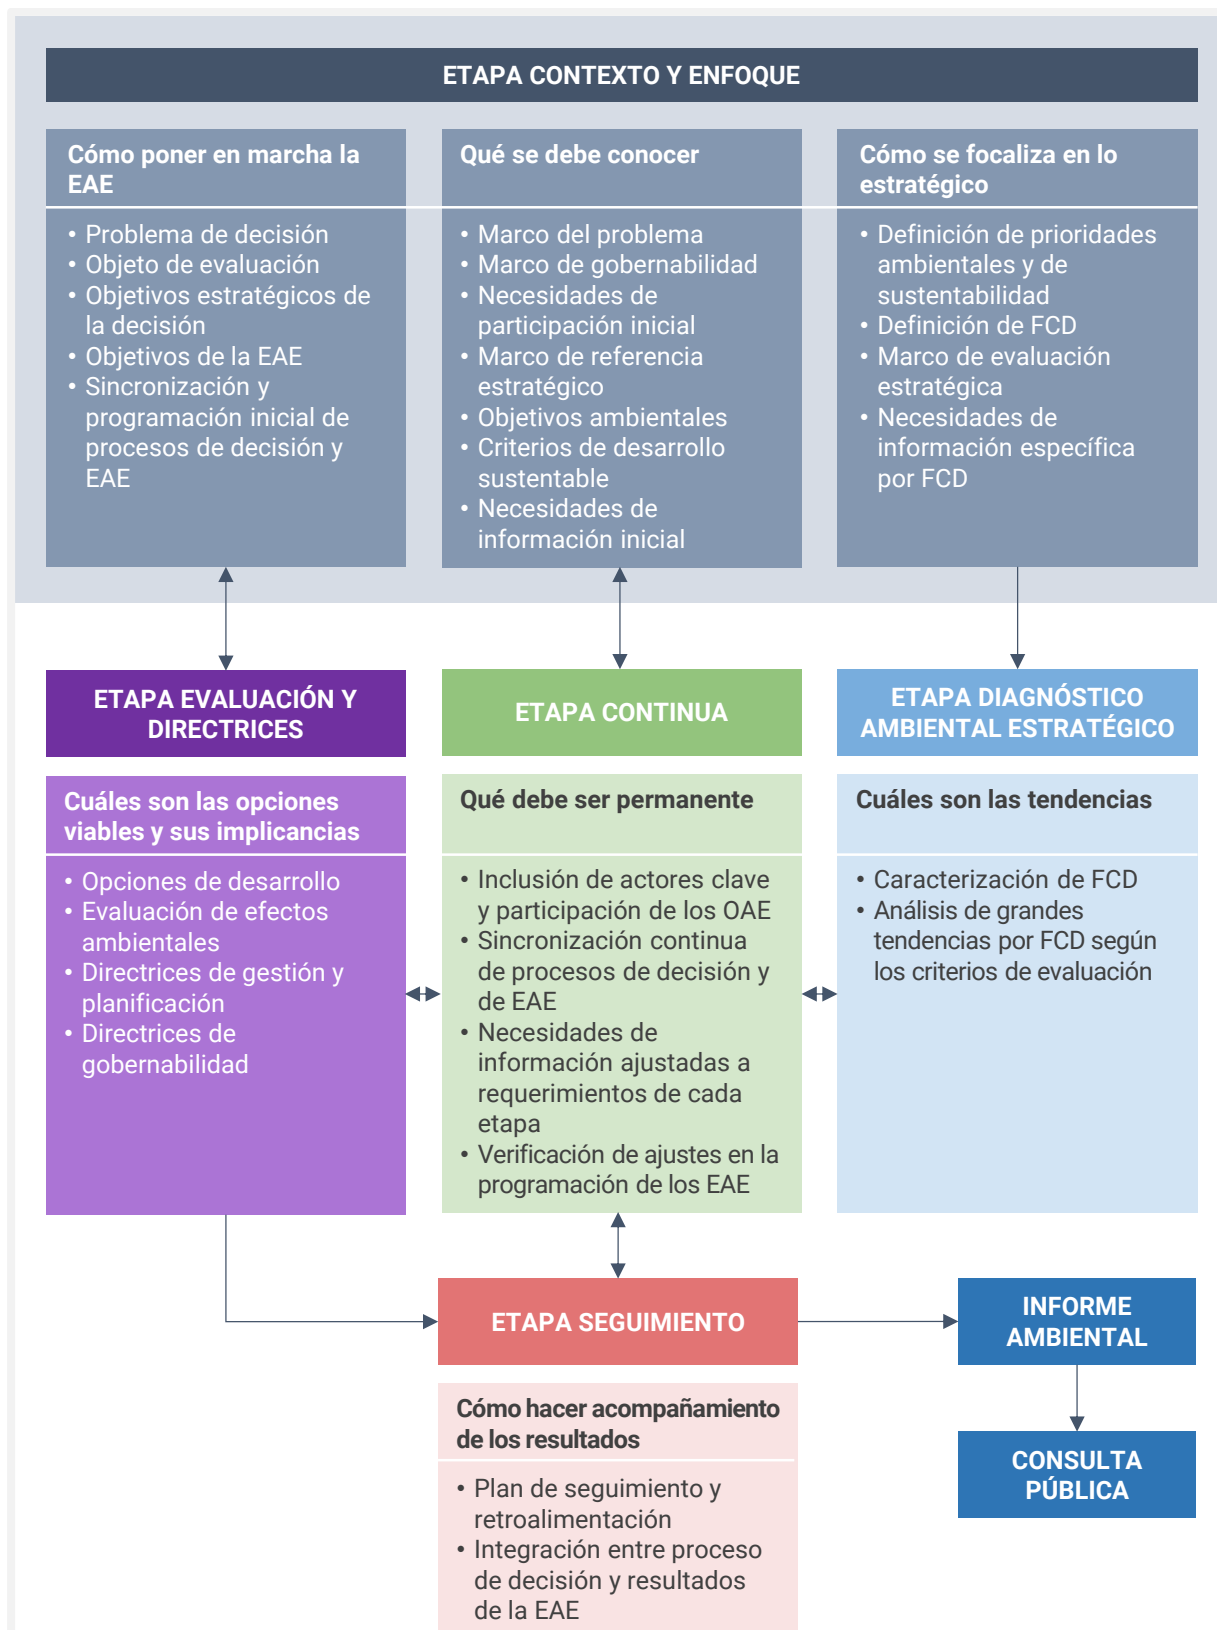 ETAPA CONTEXTO Y ENFOQUE
Cómo poner en marcha la
EAE
• Problema de decisión
• Objeto de evaluación
• Objetivos estratégicos de
la decisión
• Objetivos de la EAE
• Sincronización y
programación inicial de
procesos de decisión y
EAE
Qué se debe conocer
• Marco del problema
• Marco de gobernabilidad
• Necesidades de
participación inicial
• Marco de referencia
estratégico
• Objetivos ambientales
• Criterios de desarrollo
sustentable
• Necesidades de
información inicial
Cómo se focaliza en lo
estratégico
• Definición de prioridades
ambientales y de
sustentabilidad
• Definición de FCD
• Marco de evaluación
estratégica
• Necesidades de
información específica
por FCD
ETAPA EVALUACIÓN Y
DIRECTRICES
Cuáles son las opciones
viables y sus implicancias
• Opciones de desarrollo
• Evaluación de efectos
ambientales
• Directrices de gestión y
planificación
• Directrices de
gobernabilidad
ETAPA CONTINUA
Qué debe ser permanente
• Inclusión de actores clave
y participación de los OAE
• Sincronización continua
de procesos de decisión y
de EAE
• Necesidades de
información ajustadas a
requerimientos de cada
etapa
• Verificación de ajustes en la
programación de los EAE
ETAPA DIAGNÓSTICO
AMBIENTAL ESTRATÉGICO
Cuáles son las tendencias
• Caracterización de FCD
• Análisis de grandes
tendencias por FCD según
los criterios de evaluación
ETAPA SEGUIMIENTO
Cómo hacer acompañamiento
de los resultados
• Plan de seguimiento y
retroalimentación
• Integración entre proceso
de decisión y resultados
de la EAE
INFORME
AMBIENTAL
CONSULTA
PÚBLICA